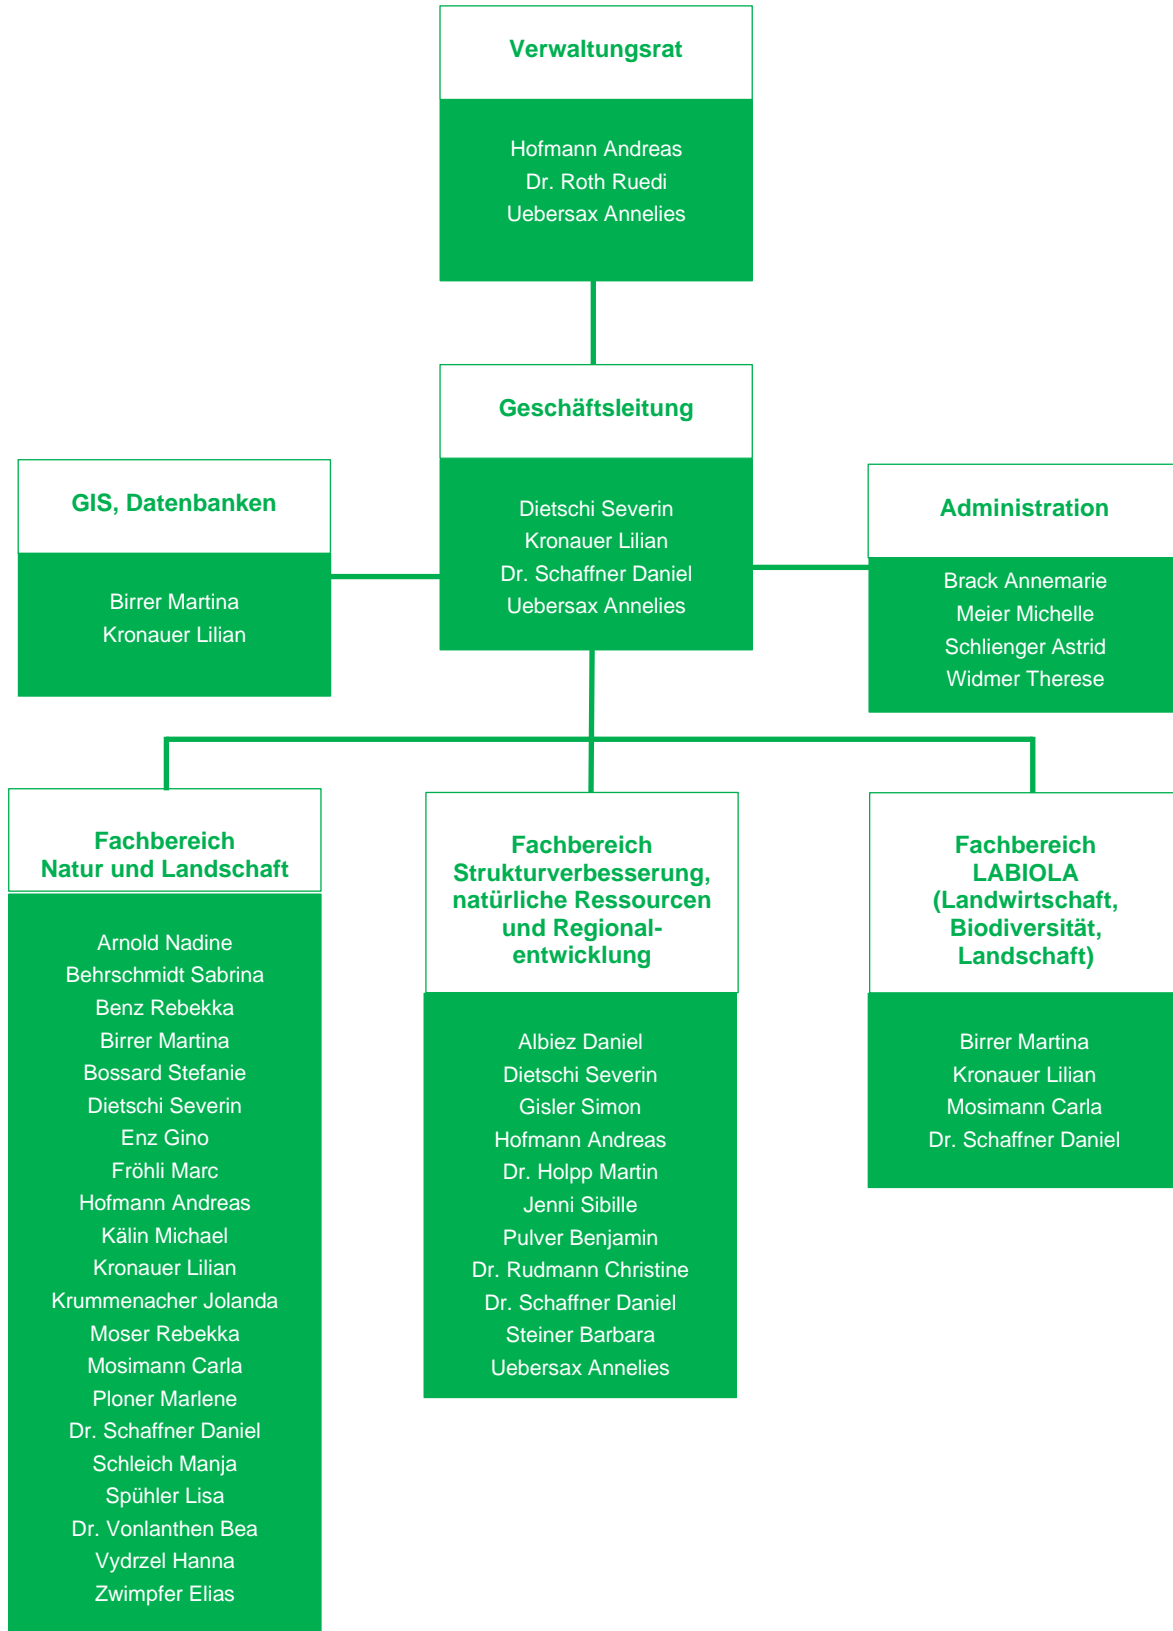 Verwaltungsrat
Hofmann Andreas
Dr. Roth Ruedi
Uebersax Annelies
Geschäftsleitung
Dietschi Severin
Kronauer Lilian
Dr. Schaffner Daniel
Uebersax Annelies
GIS, Datenbanken
Birrer Martina
Kronauer Lilian
Administration
Brack Annemarie
Meier Michelle
Schlienger Astrid
Widmer Therese
Fachbereich
Natur und Landschaft
Arnold Nadine
Behrschmidt Sabrina
Benz Rebekka
Birrer Martina
Bossard Stefanie
Dietschi Severin
Enz Gino
Fröhli Marc
Hofmann Andreas
Kälin Michael
Kronauer Lilian
Krummenacher Jolanda
Moser Rebekka
Mosimann Carla
Ploner Marlene
Dr. Schaffner Daniel
Schleich Manja
Spühler Lisa
Dr. Vonlanthen Bea
Vydrzel Hanna
Zwimpfer Elias
Fachbereich
Strukturverbesserung,
natürliche Ressourcen
und Regional-
entwicklung
Albiez Daniel
Dietschi Severin
Gisler Simon
Hofmann Andreas
Dr. Holpp Martin
Jenni Sibille
Pulver Benjamin
Dr. Rudmann Christine
Dr. Schaffner Daniel
Steiner Barbara
Uebersax Annelies
Fachbereich
LABIOLA
(Landwirtschaft,
Biodiversität,
Landschaft)
Birrer Martina
Kronauer Lilian
Mosimann Carla
Dr. Schaffner Daniel